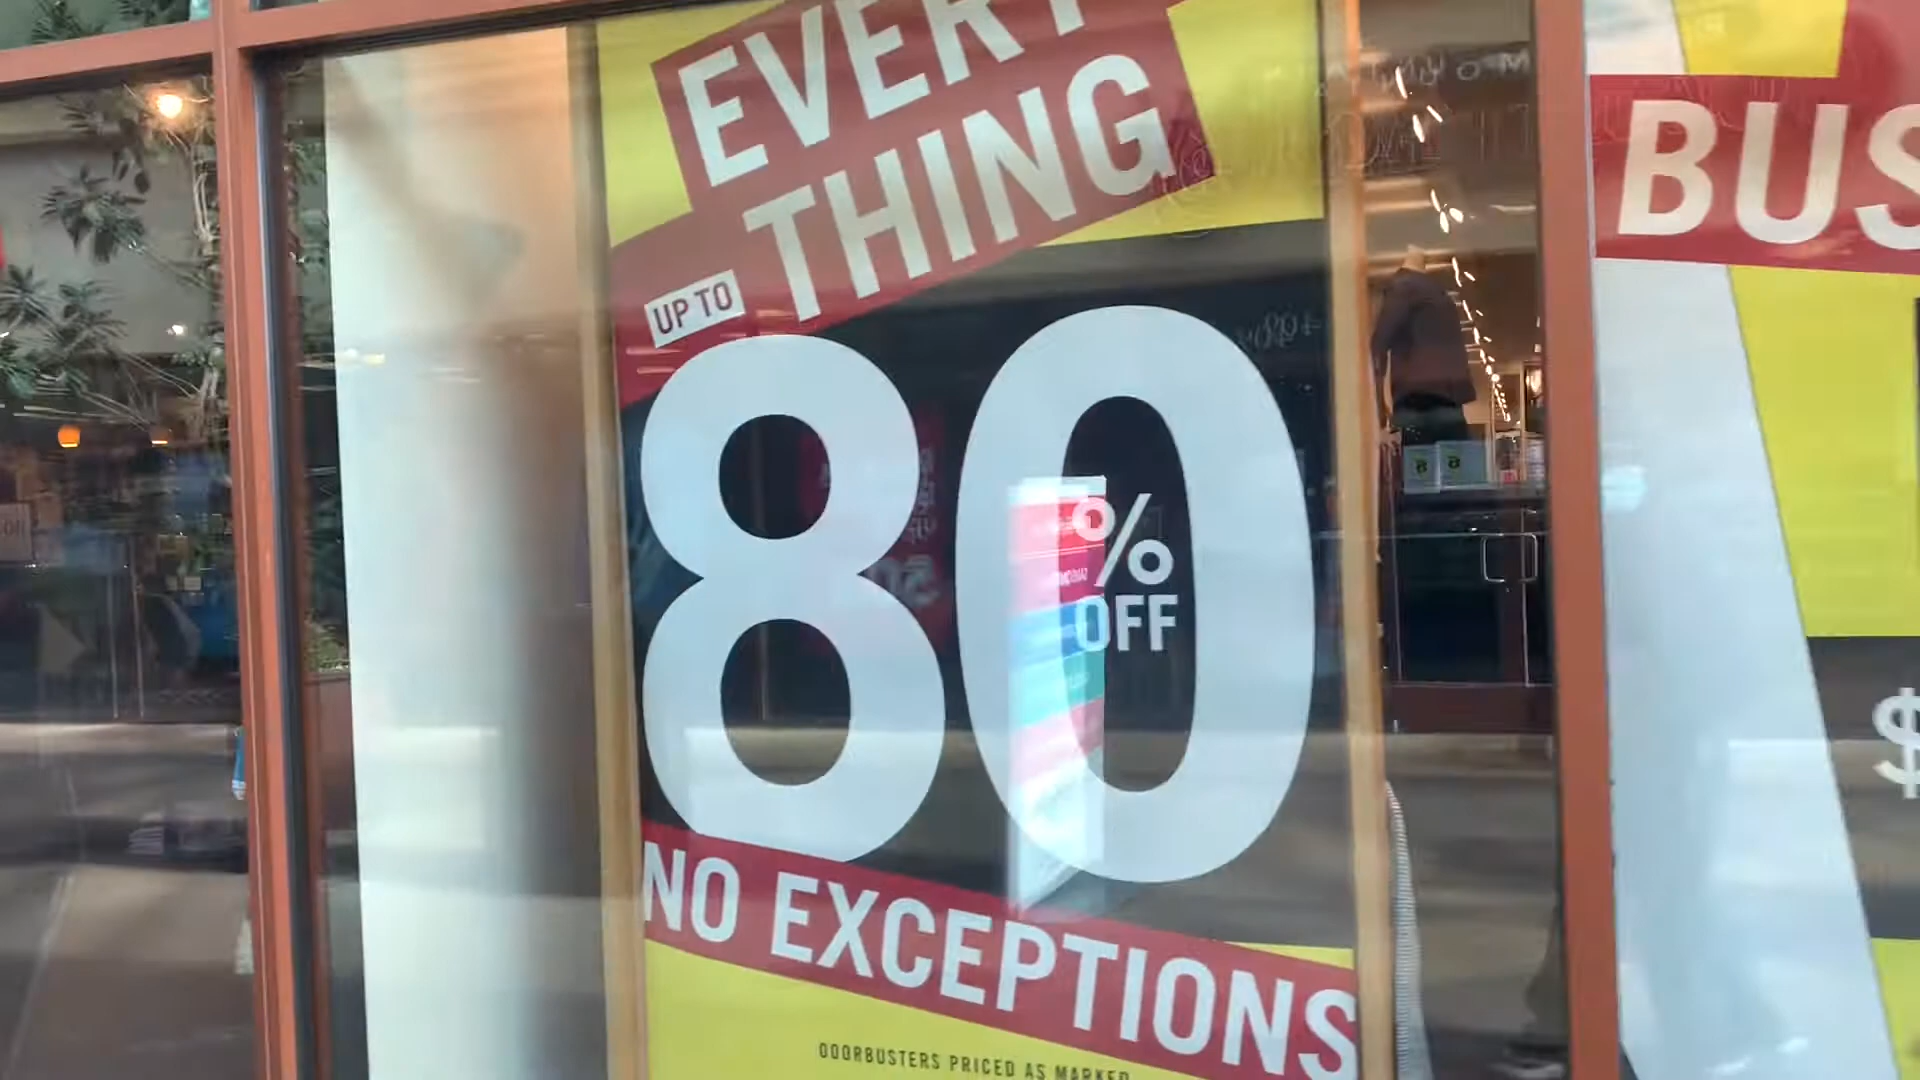 EVERY
THING
UP TO
80
%
OFF
NO EXCEPTIONS
DOORBUSTERS PRICED AS MARKED
BUS
$